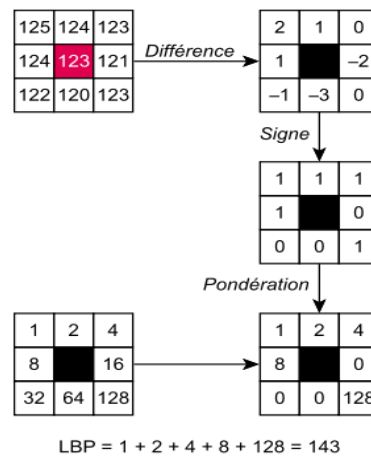 125 124 123
2 1 0
Différence
124 123 121
1 –2
122 120 123
–1 –3 0
Signe
1 1 1
1 0
0 0 1
Pondération
1 2 4
1 2 4
8 16
8 0
32 64 128
0 0 128
LBP = 1 + 2 + 4 + 8 + 128 = 143